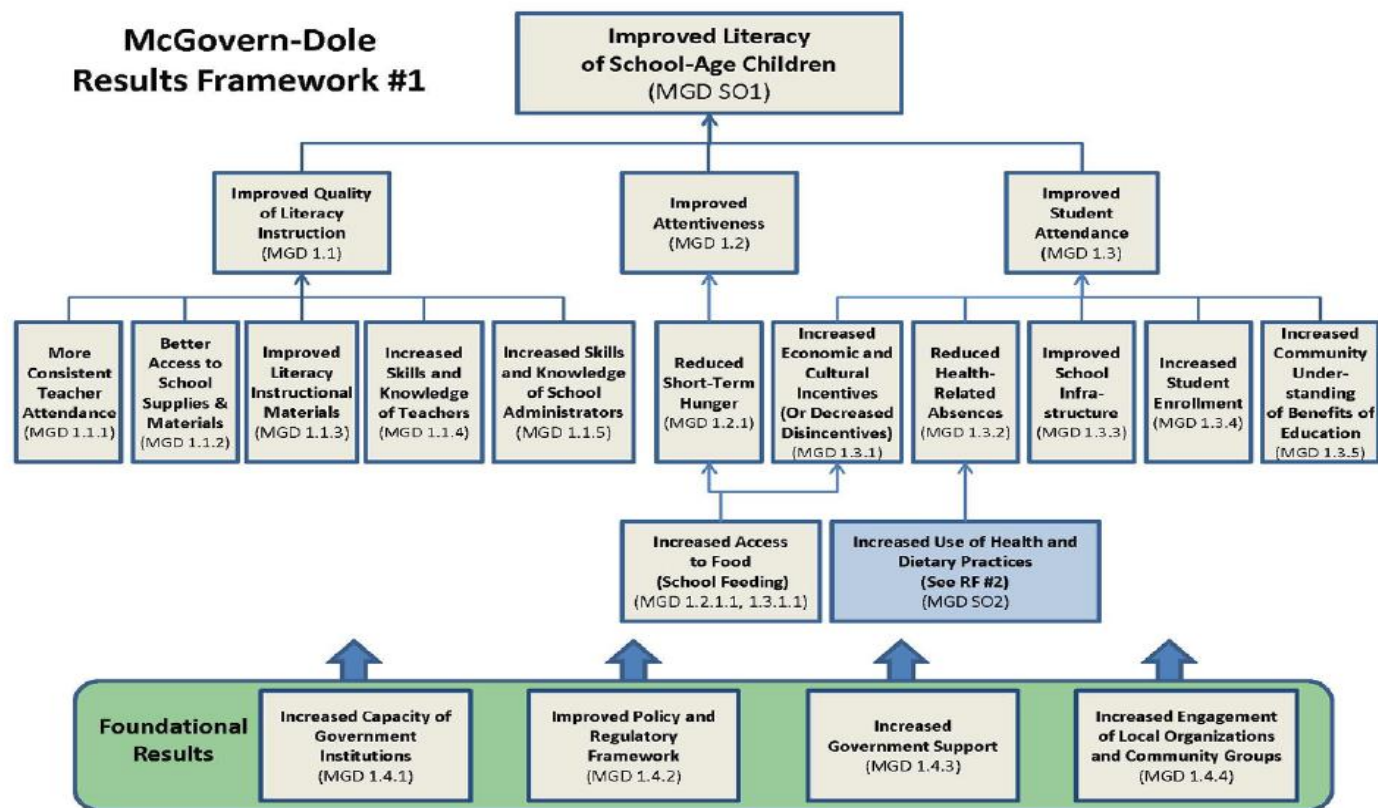 McGovern-Dole
Results Framework #1
Improved Literacy
of School-Age Children
(MGD SO1)
Improved Quality
of Literacy
Instruction
(MGD 1.1)
Improved
Attentiveness
(MGD 1.2)
Improved
Student
Attendance
(MGD 1.3)
More
Consistent
Teacher
Attendance
(MGD 1.1.1)
Better
Access to
School
Supplies &
Materials
(MGD 1.1.2)
Improved
Literacy
Instructional
Materials
(MGD 1.1.3)
Increased
Skills and
Knowledge
of Teachers
(MGD 1.1.4)
Increased Skills
and Knowledge
of School
Administrators
(MGD 1.1.5)
Reduced
Short-Term
Hunger
(MGD 1.2.1)
Increased
Economic and
Cultural
Incentives
(Or Decreased
Disincentives)
(MGD 1.3.1)
Reduced
Health-
Related
Absences
(MGD 1.3.2)
Improved
School
Infra-
structure
(MGD 1.3.3)
Increased
Student
Enrollment
(MGD 1.3.4)
Increased
Community
Under-
standing
of Benefits of
Education
(MGD 1.3.5)
Increased Access
to Food
(School Feeding)
(MGD 1.2.1.1, 1.3.1.1)
Increased Use of Health and
Dietary Practices
(See RF #2)
(MGD SO2)
Foundational
Results
Increased Capacity of
Government
Institutions
(MGD 1.4.1)
Improved Policy and
Regulatory
Framework
(MGD 1.4.2)
Increased
Government Support
(MGD 1.4.3)
Increased Engagement
of Local Organizations
and Community Groups
(MGD 1.4.4)